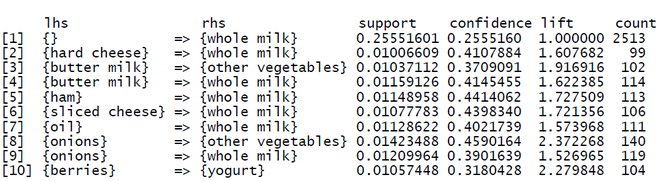 lhs rhs support confidence lift count
[1] {} => {whole milk} 0.25551601 0.2555160 1.000000 2513
[2] {hard cheese} => {whole milk} 0.01006609 0.4107884 1.607682 99
[3] {butter milk} => {other vegetables} 0.01037112 0.3709091 1.916916 102
[4] {butter milk} => {whole milk} 0.01159126 0.4145455 1.622385 114
[5] {ham} => {whole milk} 0.01148958 0.4414062 1.727509 113
[6] {sliced cheese} => {whole milk} 0.01077783 0.4398340 1.721356 106
[7] {oil} => {whole milk} 0.01128622 0.4021739 1.573968 111
[8] {onions} => {other vegetables} 0.01423488 0.4590164 2.372268 140
[9] {onions} => {whole milk} 0.01209964 0.3901639 1.526965 119
[10] {berries} => {yogurt} 0.01057448 0.3180428 2.279848 104